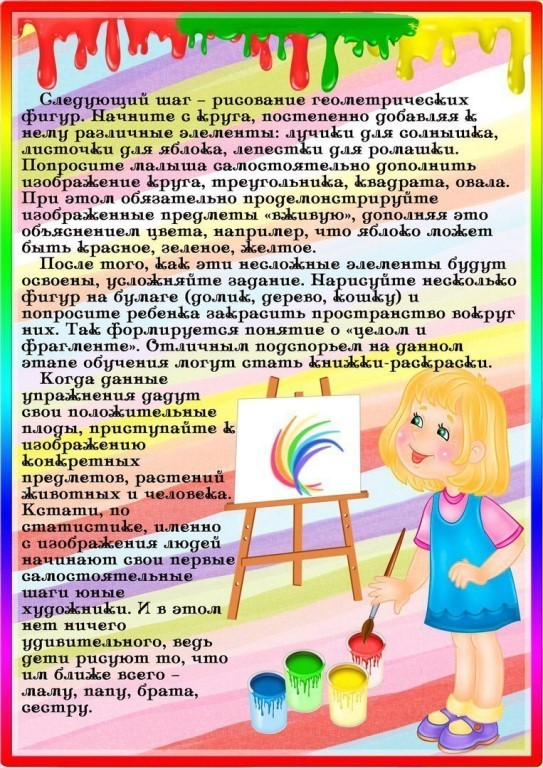 Следующий шаг – рисование геометрических
фигур. Начните с круга, постепенно добавляя к
нему различные элементы: лучики для солнышка,
листочки для яблока, лепестки для ромашки.
Попросите малыша самостоятельно дополнить
изображение круга, треугольника, квадрата, овала.
При этом обязательно продемонстрируйте
изображенные предметы «вживую», дополняя это
объяснением цвета, например, что яблоко может
быть красное, зеленое, желтое.
После того, как эти несложные элементы будут
освоены, усложняйте задание. Нарисуйте несколько
фигур на бумаге (домик, дерево, кошку) и
попросите ребенка закрасить пространство вокруг
них. Так формируется понятие о «целом и
фрагменте». Отличным подспорьем на данном
этапе обучения могут стать книжки-раскраски.
Когда данные
упражнения дадут
свои положительные
плоды, приступайте к
изображению
конкретных
предметов, растений
животных и человека.
Кстати, по
статистике, именно
с изображения людей
начинают свои первые
самостоятельные
шаги юные
художники. И в этом
нет ничего
удивительного, ведь
дети рисуют то, что
им ближе всего –
маму, папу, брата,
сестру.